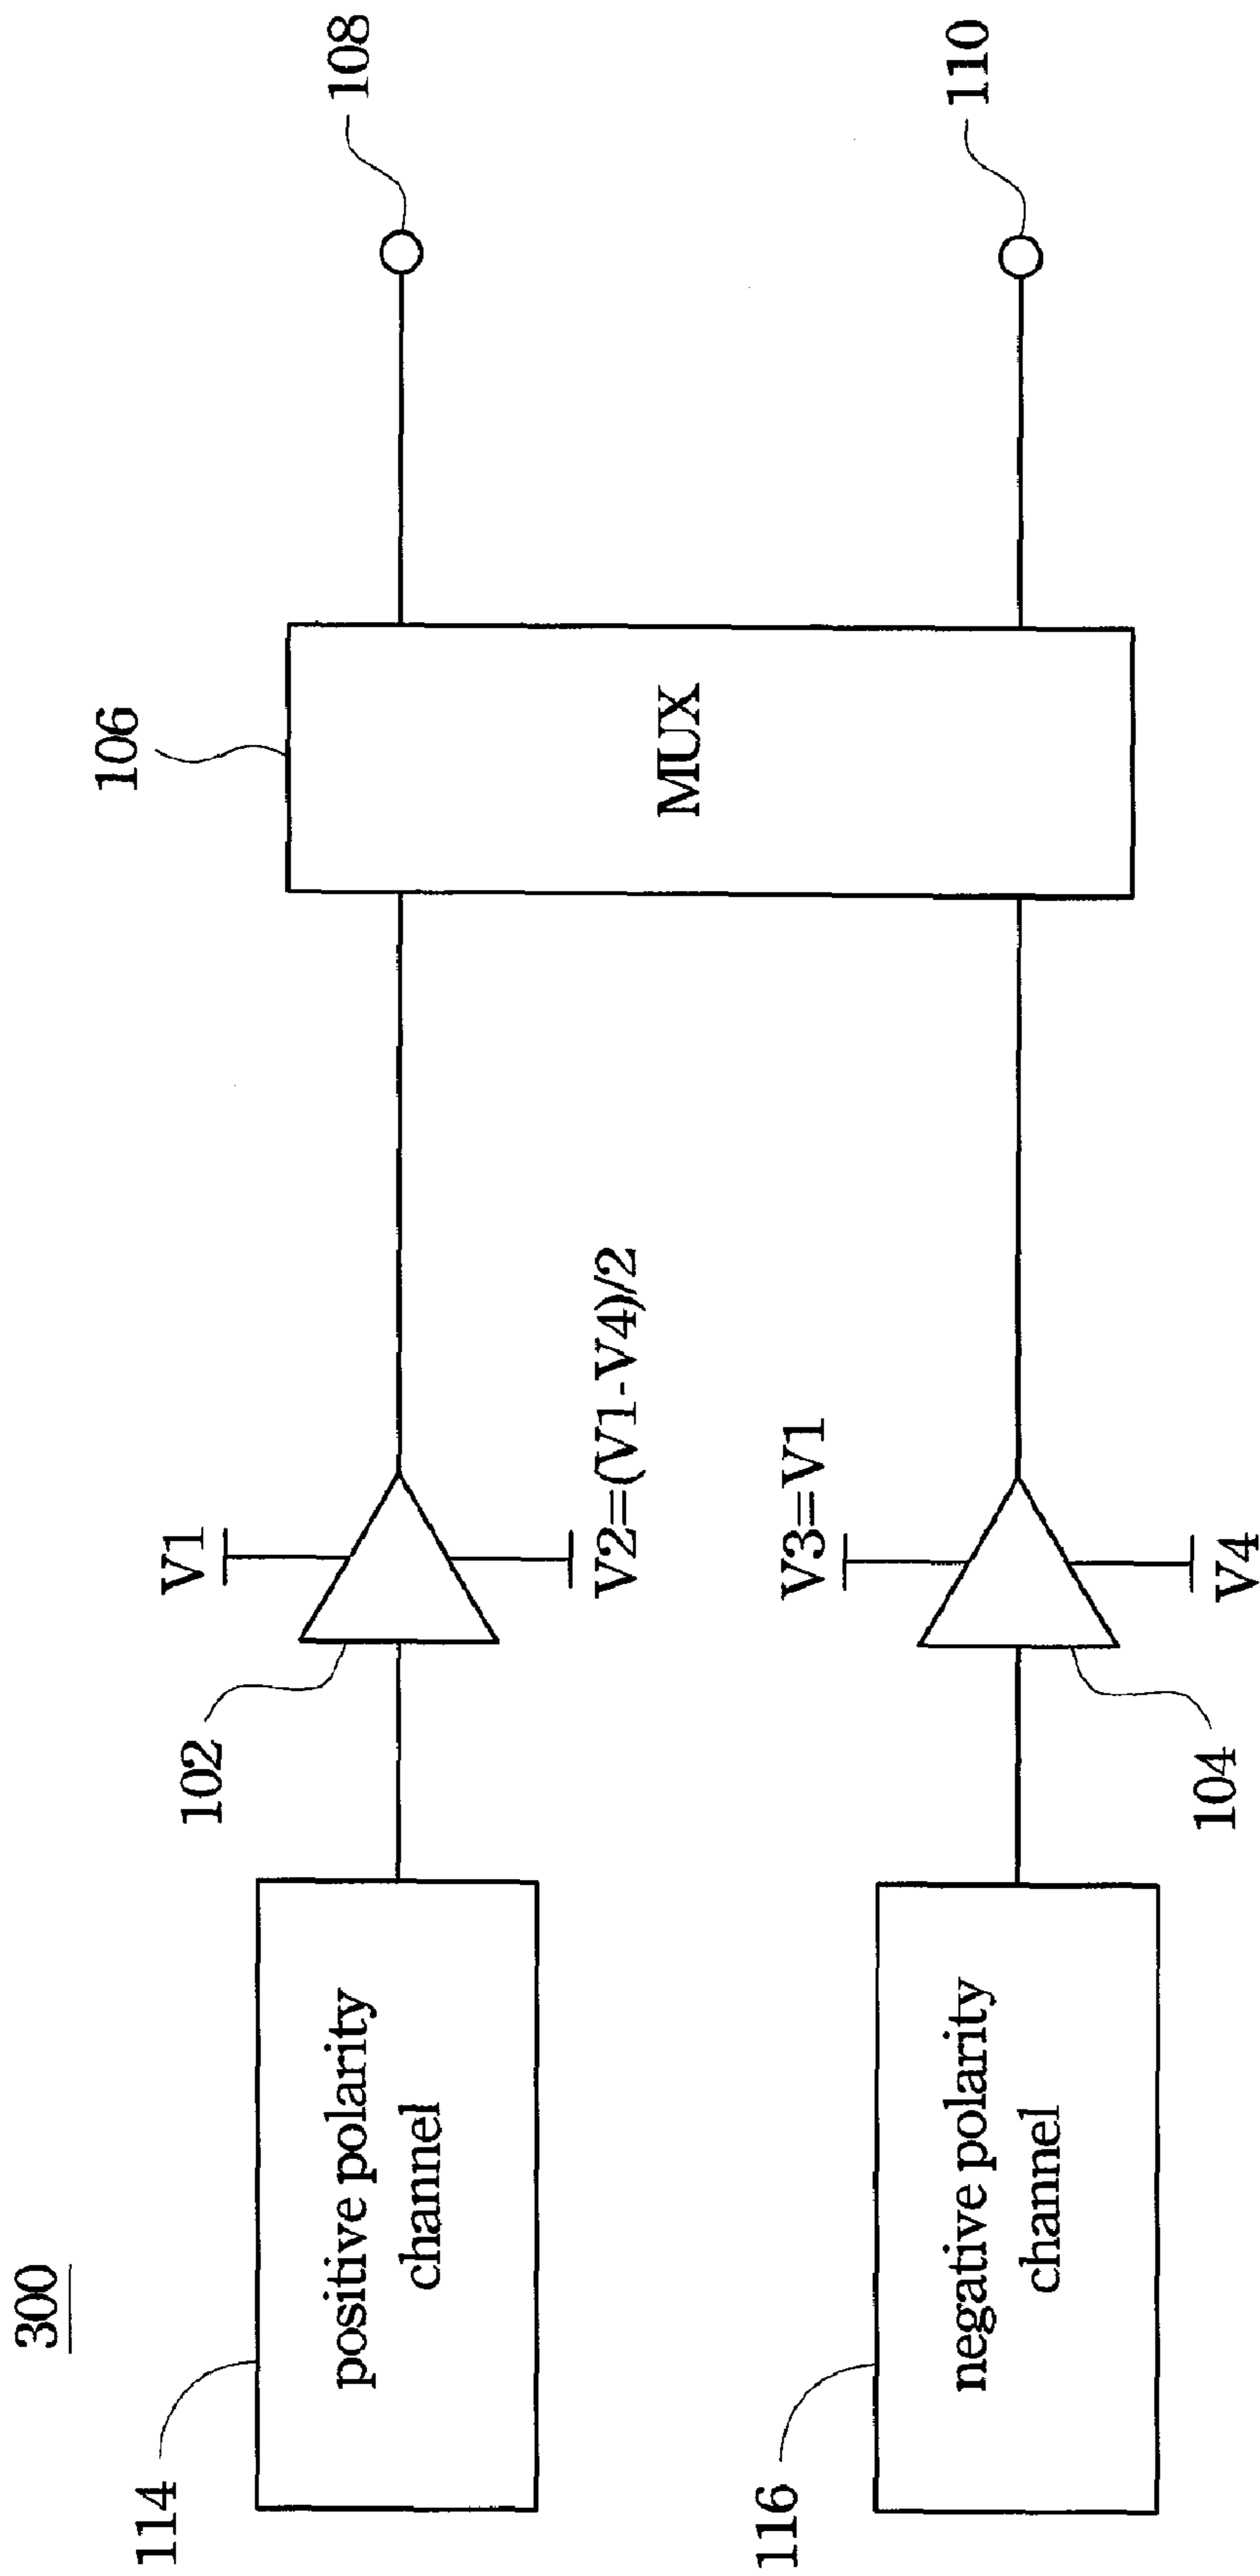 300
114
positive polarity
channel
102
V1
V2=(V1-V4)/2
106
MUX
108
116
negative polarity
channel
104
V3=V1
V4
110